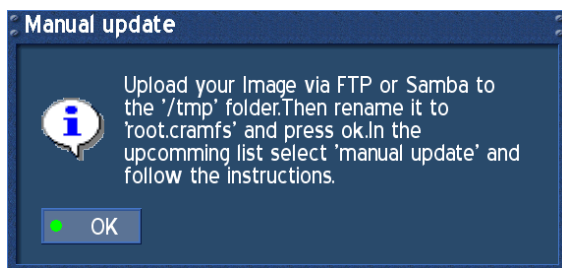 Manual update
Upload your Image via FTP or Samba to
the '/tmp' folder.Then rename it to
'root.cramfs' and press ok.In the
upcomming list select 'manual update' and
follow the instructions.
OK